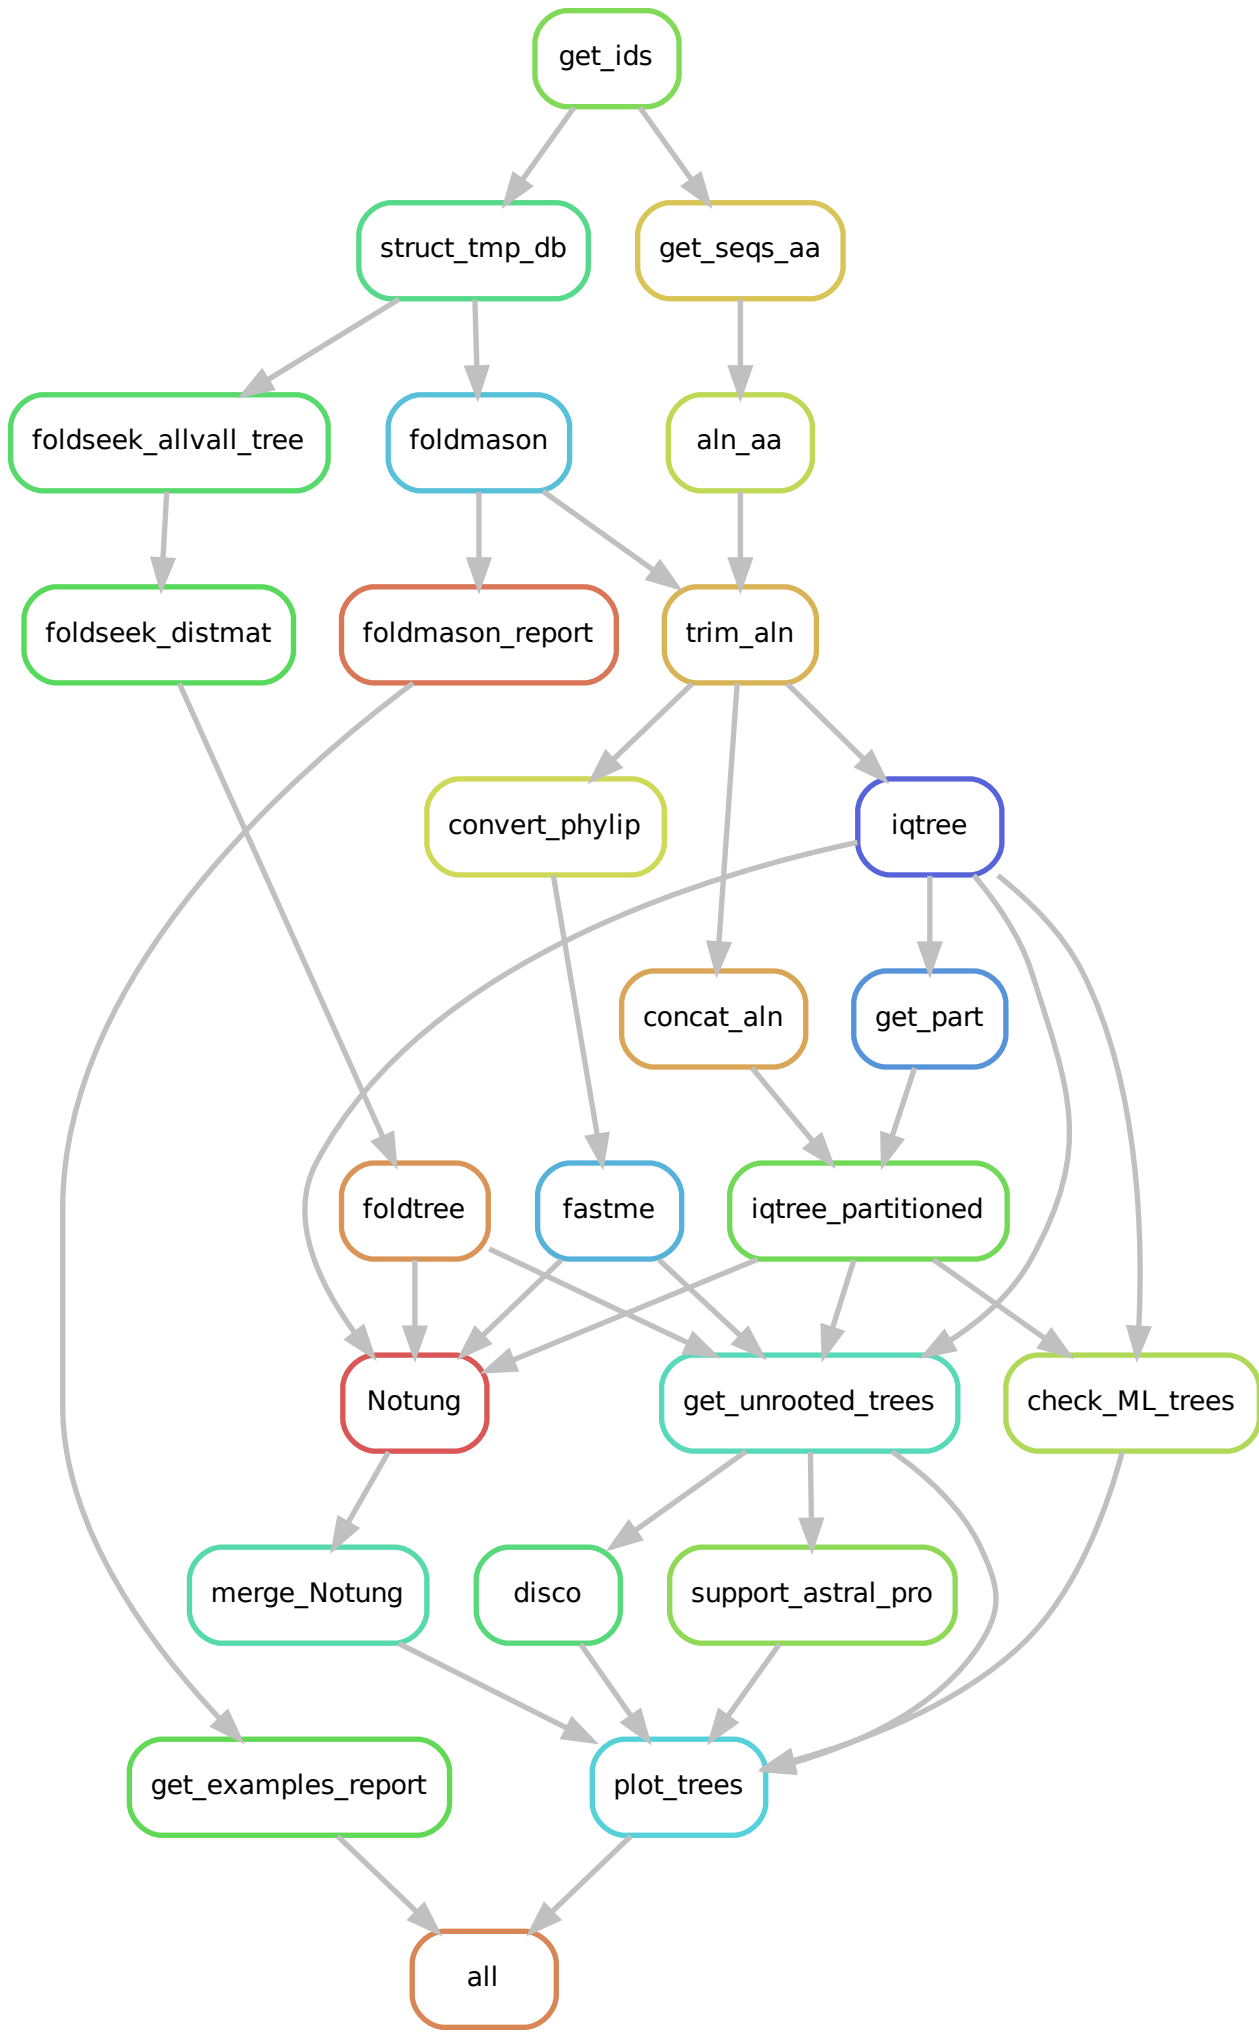 get_ids
struct_tmp_db
get_seqs_aa
foldseek_allvall_tree
foldmason
aln_aa
foldseek_distmat
foldmason_report
trim_aln
convert_phylip
iqtree
concat_aln
get_part
foldtree
fastme
iqtree_partitioned
Notung
get_unrooted_trees
check_ML_trees
merge_Notung
disco
support_astral_pro
get_examples_report
plot_trees
all